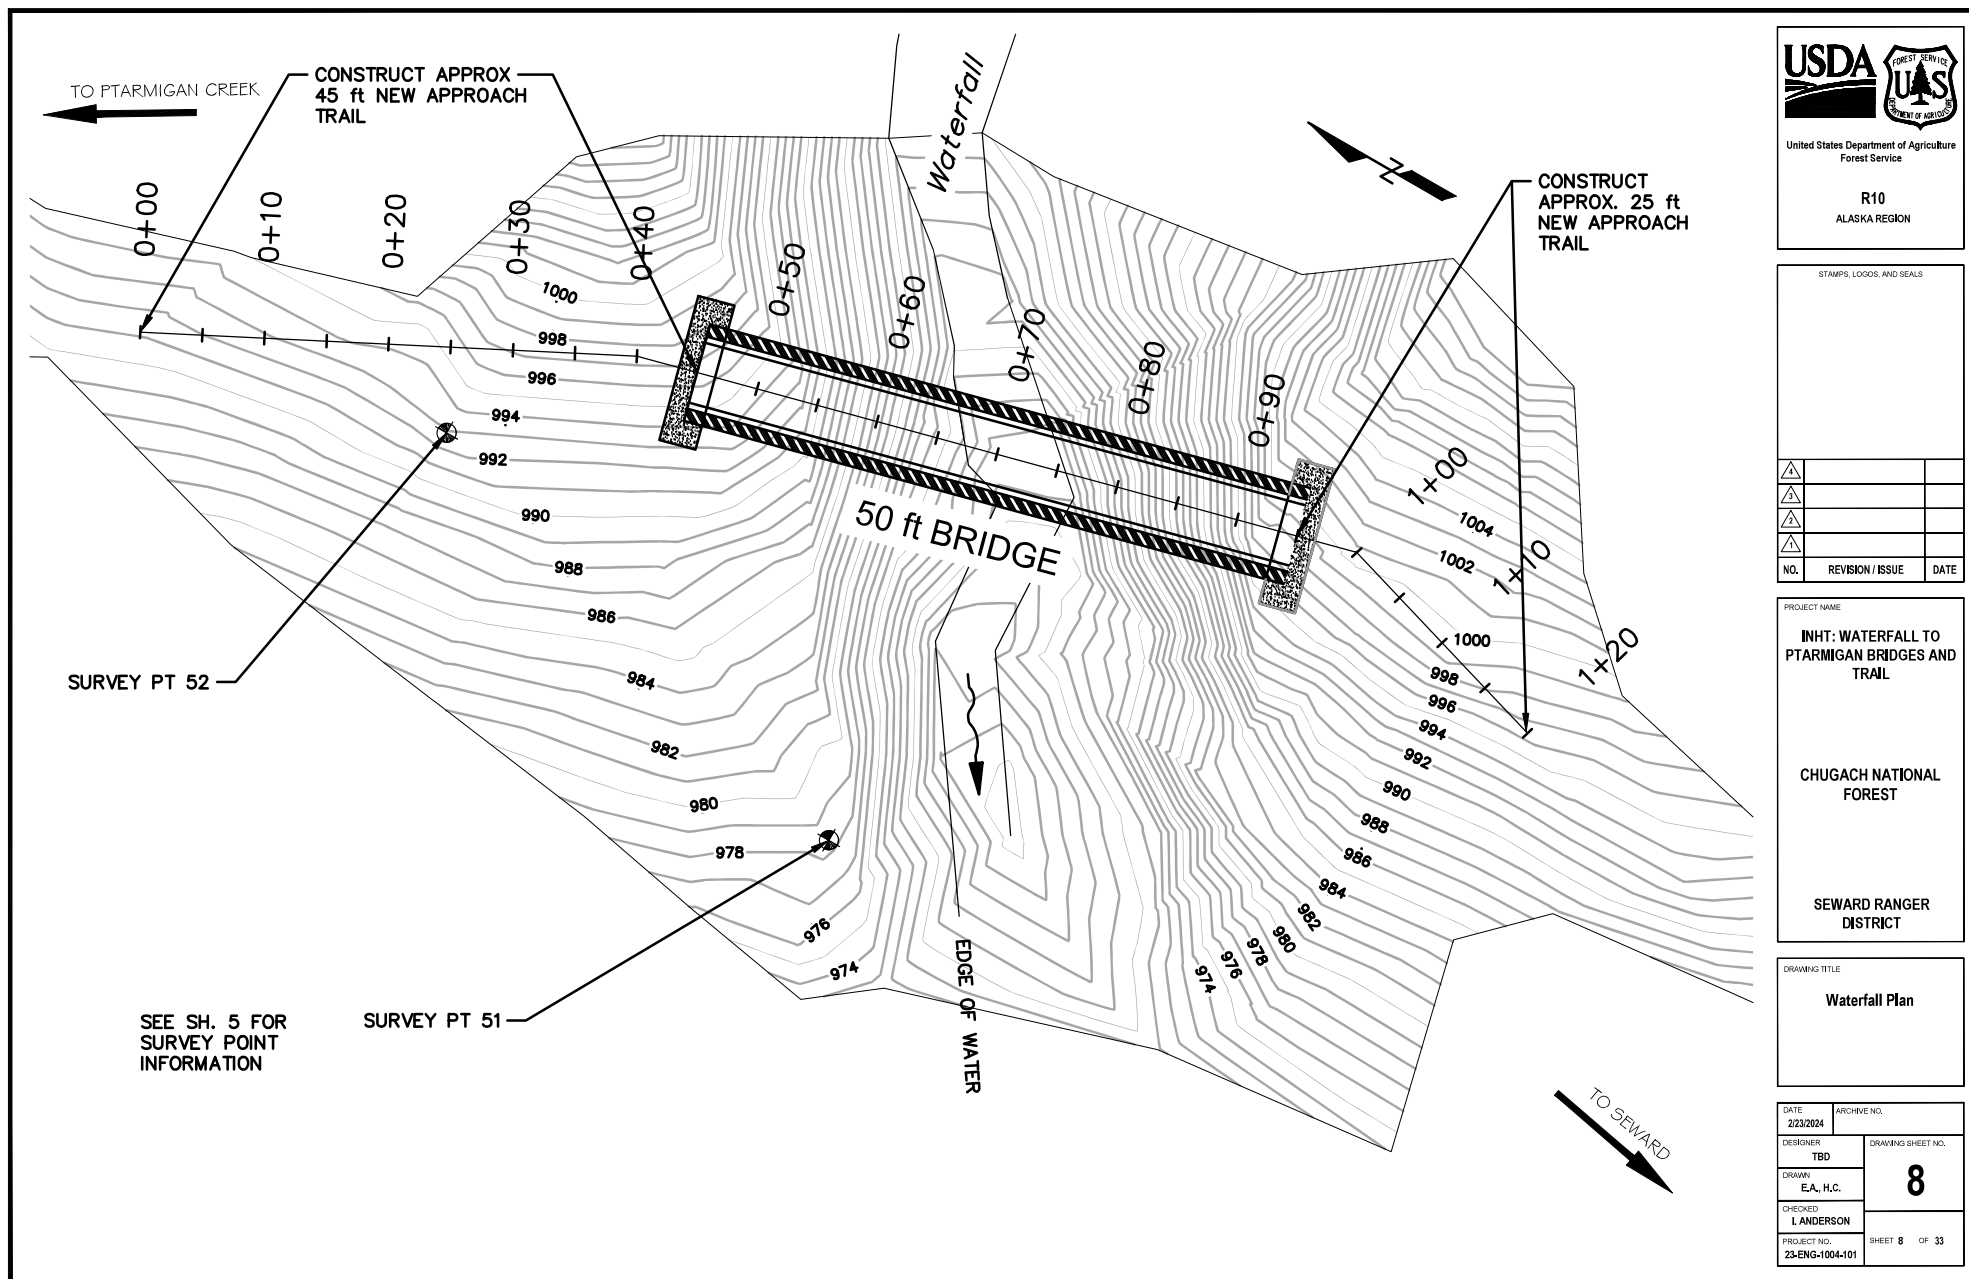 TO PTARMIGAN CREEK
CONSTRUCT APPROX
45 ft NEW APPROACH
TRAIL
Waterfall
N
CONSTRUCT
APPROX. 25 ft
NEW APPROACH
TRAIL
0+00
0+10
0+20
0+30
0+40
0+50
0+60
0+70
0+80
0+90
1+00
1+10
1+20
1000
998
996
994
992
990
988
986
984
982
980
978
976
974
50 ft BRIDGE
1004
1002
1000
998
996
994
992
990
988
986
984
982
980
978
976
974
SURVEY PT 52
SURVEY PT 51
SEE SH. 5 FOR
SURVEY POINT
INFORMATION
EDGE OF WATER
TO SEWARD
USDA
FOREST SERVICE
UAS
DEPARTMENT OF AGRICULTURE
United States Department of Agriculture
Forest Service
R10
ALASKA REGION
STAMPS, LOGOS, AND SEALS
4
3
2
1
NO. REVISION / ISSUE DATE
PROJECT NAME
INHT: WATERFALL TO
PTARMIGAN BRIDGES AND
TRAIL
CHUGACH NATIONAL
FOREST
SEWARD RANGER
DISTRICT
DRAWING TITLE
Waterfall Plan
DATE
2/23/2024
ARCHIVE NO.
DESIGNER
TBD
DRAWING SHEET NO.
8
DRAWN
E.A., H.C.
CHECKED
I. ANDERSON
PROJECT NO.
23-ENG-1004-101
SHEET 8 OF 33